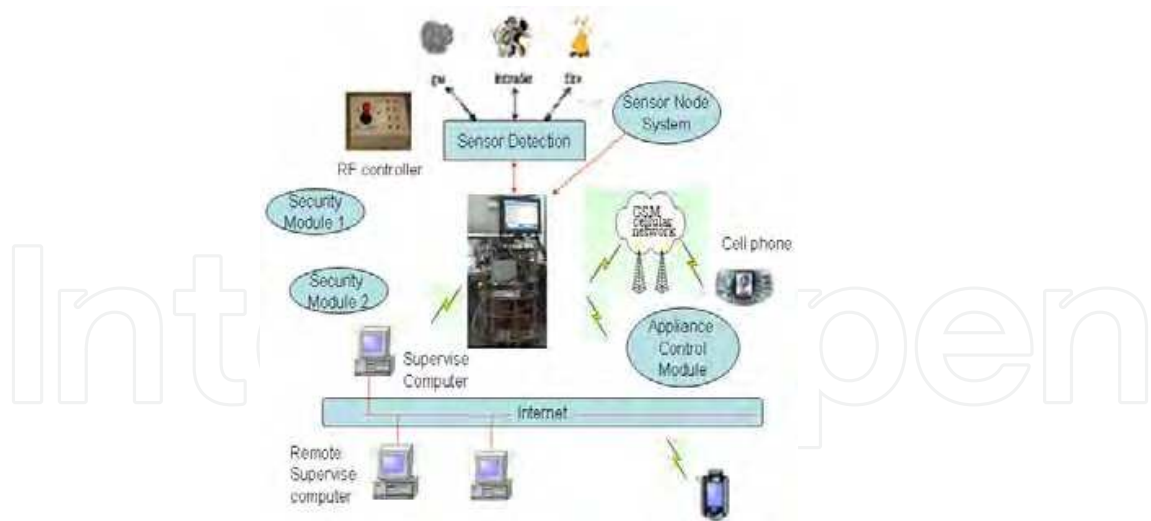 gas
intruder
fire
Sensor Detection
Sensor Node
System
RF controller
Security
Module 1
GSM
cellular
network
Cell phone
Security
Module 2
Appliance
Control
Module
Supervise
Computer
Internet
Remote
Supervise
computer